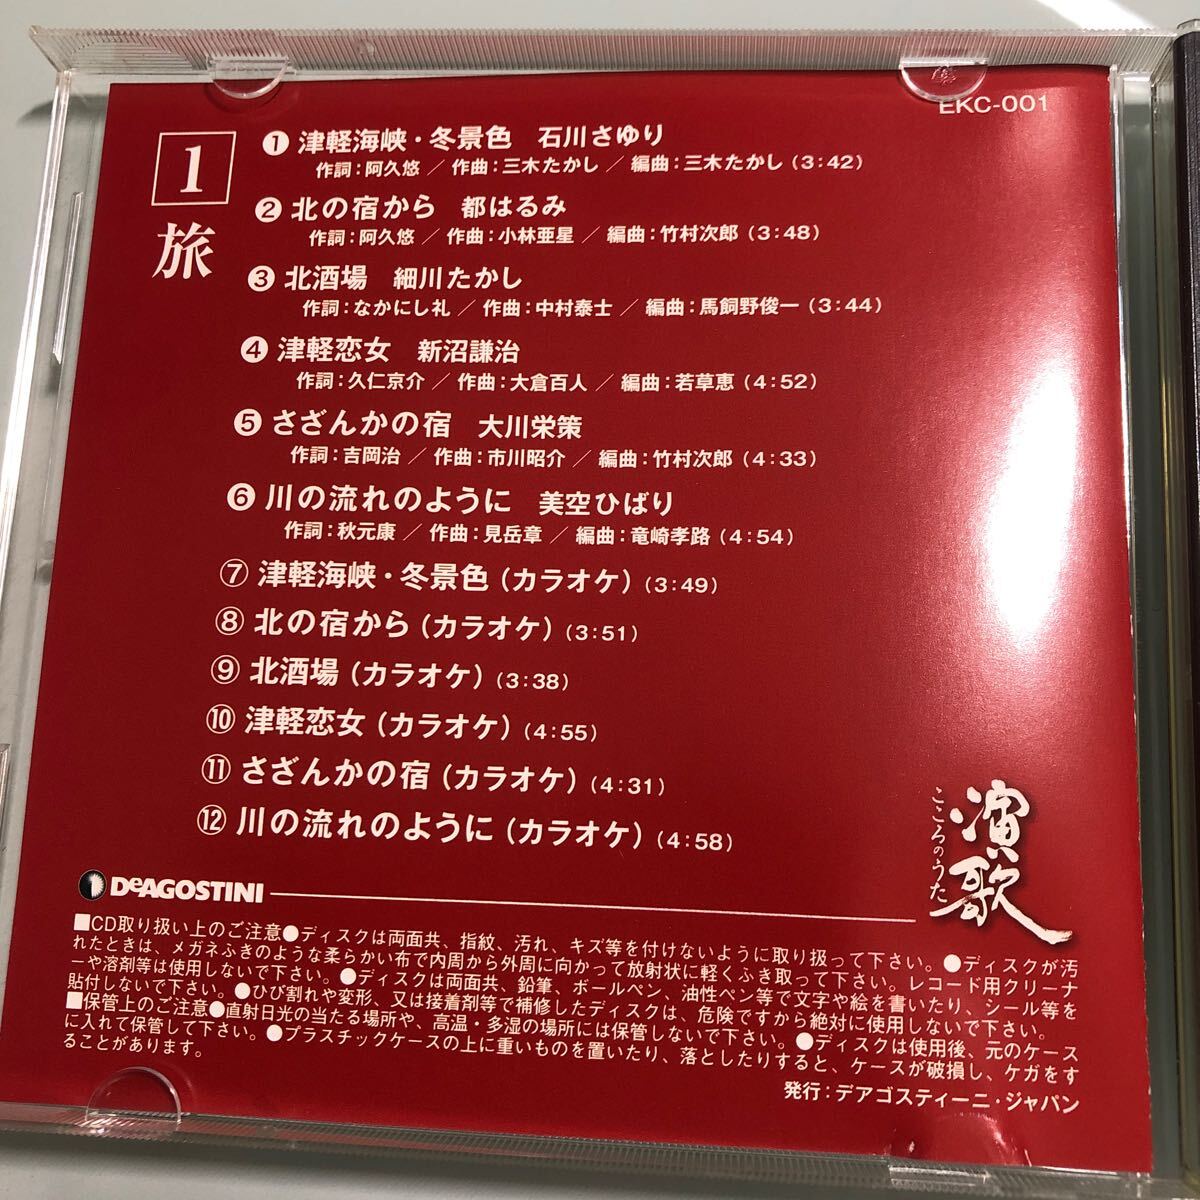 EKC-001
1
旅
❶ 津軽海峡・冬景色 石川さゆり
作詞：阿久悠／作曲：三木たかし／編曲：三木たかし（3：42）
❷ 北の宿から 都はるみ
作詞：阿久悠／作曲：小林亜星／編曲：竹村次郎（3：48）
❸ 北酒場 細川たかし
作詞：なかにし礼／作曲：中村泰士／編曲：馬飼野俊一（3：44）
❹ 津軽恋女 新沼謙治
作詞：久仁京介／作曲：大倉百人／編曲：若草恵（4：52）
❺ さざんかの宿 大川栄策
作詞：吉岡治／作曲：市川昭介／編曲：竹村次郎（4：33）
❻ 川の流れのように 美空ひばり
作詞：秋元康／作曲：見岳章／編曲：竜崎孝路（4：54）
⑦ 津軽海峡・冬景色（カラオケ）（3：49）
⑧ 北の宿から（カラオケ）（3：51）
⑨ 北酒場（カラオケ）（3：38）
⑩ 津軽恋女（カラオケ）（4：55）
⑪ さざんかの宿（カラオケ）（4：31）
⑫ 川の流れのように（カラオケ）（4：58）
演歌
こころのうた
DeAGOSTINI
■CD取り扱い上のご注意●ディスクは両面共、指紋、汚れ、キズ等を付けないように取り扱って下さい。●ディスクが汚
れたときは、メガネふきのような柔らかい布で内周から外周に向かって放射状に軽くふき取って下さい。レコード用クリーナ
ーや溶剤等は使用しないで下さい。●ディスクは両面共、鉛筆、ボールペン、油性ペン等で文字や絵を書いたり、シール等を
貼付しないで下さい。●ひび割れや変形、又は接着剤等で補修したディスクは、危険ですから絶対に使用しないで下さい。
■保管上のご注意●直射日光の当たる場所や、高温・多湿の場所には保管しないで下さい。●ディスクは使用後、元のケース
に入れて保管して下さい。●プラスチックケースの上に重いものを置いたり、落としたりすると、ケースが破損し、ケガをす
ることがあります。
発行：デアゴスティーニ・ジャパン